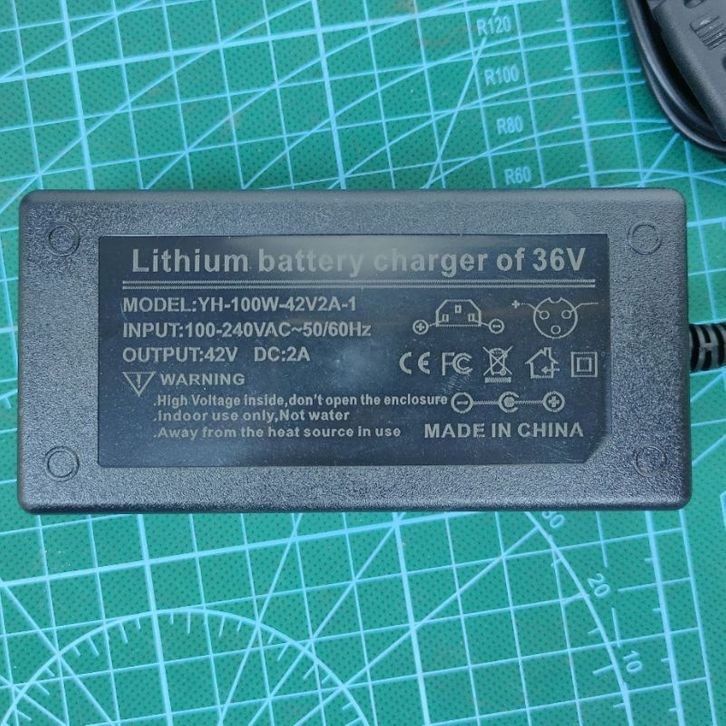 R120
R100
R80
R60
Lithium battery charger of 36V
MODEL:YH-100W-42V2A-1
INPUT:100-240VAC~50/60Hz
OUTPUT:42V DC:2A
CE FC
WARNING
.High Voltage inside,don't open the enclosure
.Indoor use only,Not water
.Away from the heat source in use
MADE IN CHINA
20
10